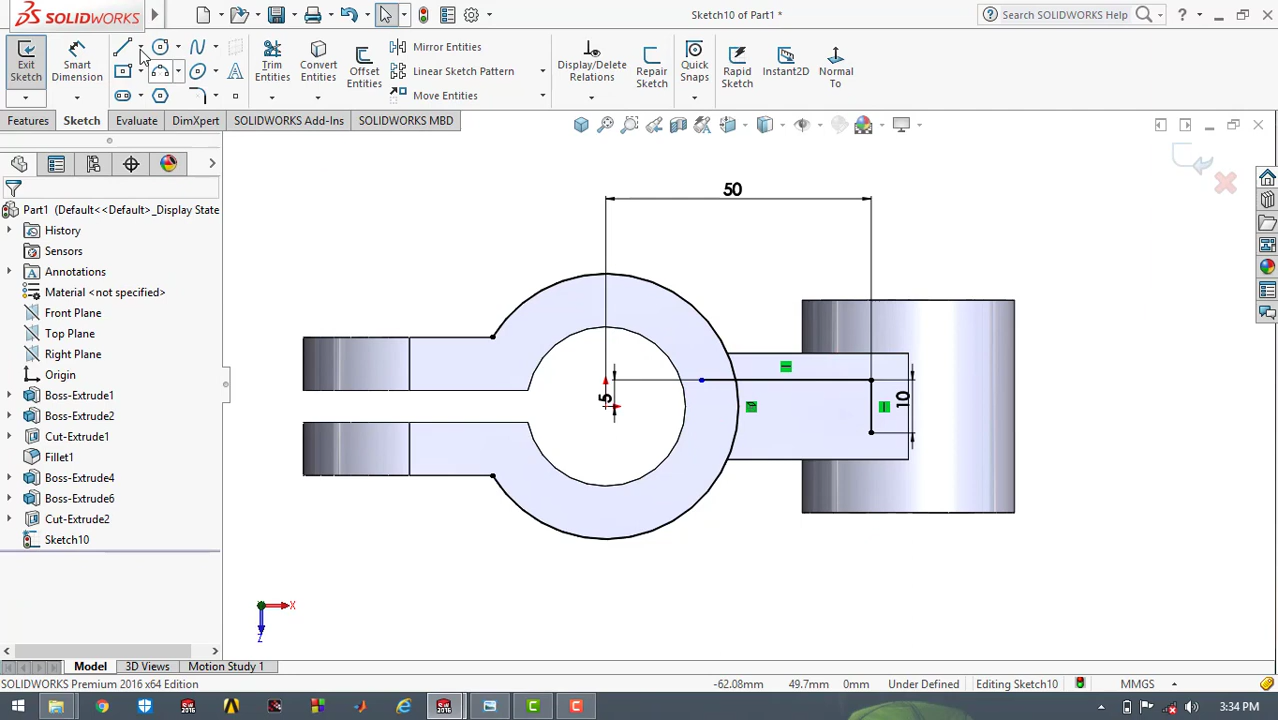 SOLIDWORKS
Sketch10 of Part1 *
Search SOLIDWORKS Help
Exit Sketch
Smart Dimension
Trim Entities
Convert Entities
Offset Entities
Mirror Entities
Linear Sketch Pattern
Move Entities
Display/Delete Relations
Repair Sketch
Quick Snaps
Rapid Sketch
Instant2D
Normal To
Features
Sketch
Evaluate
DimXpert
SOLIDWORKS Add-Ins
SOLIDWORKS MBD
Part1 (Default<<Default>_Display State
History
Sensors
Annotations
Material <not specified>
Front Plane
Top Plane
Right Plane
Origin
Boss-Extrude1
Boss-Extrude2
Cut-Extrude1
Fillet1
Boss-Extrude4
Boss-Extrude6
Cut-Extrude2
Sketch10
50
5
10
X
Z
Model
3D Views
Motion Study 1
SOLIDWORKS Premium 2016 x64 Edition
-62.08mm
49.7mm
0mm
Under Defined
Editing Sketch10
MMGS
3:34 PM